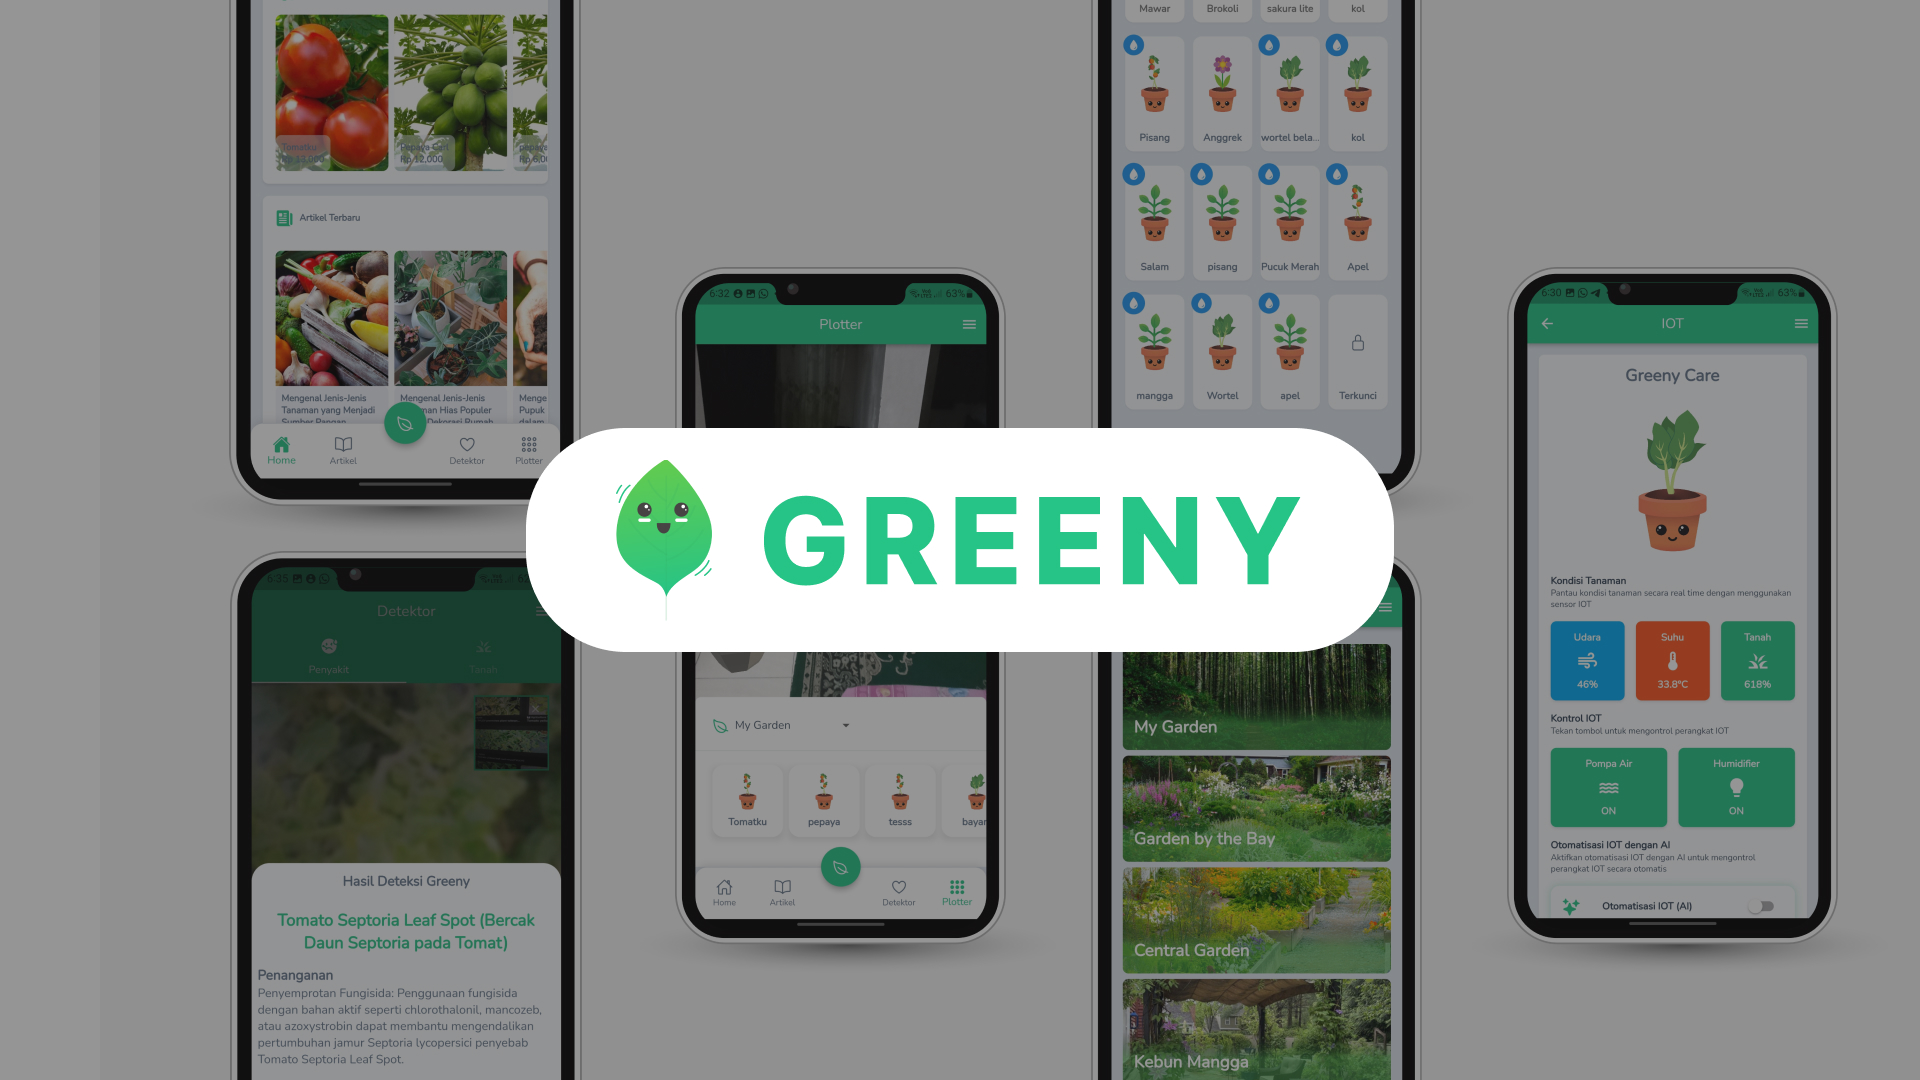 Tomatku
Rp 13,000
Pepaya Cari
Rp 12,000
pepaya
Rp 6,00
Artikel Terbaru
Mengenal Jenis-Jenis
Tanaman yang Menjadi
Sumber Pangan
Mengenal Jenis-Jenis
Hias Populer
Dekorasi Rumah
Menge
Pupuk
dalam
Home
Artikel
Detektor
Plotter
6:35
Detektor
Penyakit
Tanah
Hasil Deteksi Greeny
Tomato Septoria Leaf Spot (Bercak
Daun Septoria pada Tomat)
Penanganan
Penyemprotan Fungisida: Penggunaan fungisida
dengan bahan aktif seperti chlorothalonil, mancozeb,
atau azoxystrobin dapat membantu mengendalikan
pertumbuhan jamur Septoria lycopersici penyebab
Tomato Septoria Leaf Spot.
6:32
63%
Plotter
GREENY
My Garden
Tomatku
pepaya
tesss
bayam
Home
Artikel
Detektor
Plotter
Mawar
Brokoli
sakura lite
kol
Pisang
Anggrek
wortel bela...
kol
Salam
pisang
Pucuk Merah
Apel
mangga
Wortel
apel
Terkunci
My Garden
Garden by the Bay
Central Garden
Kebun Mangga
6:30
63%
IOT
Greeny Care
Kondisi Tanaman
Pantau kondisi tanaman secara real time dengan menggunakan
sensor IOT
Udara
46%
Suhu
33.8°C
Tanah
618%
Kontrol IOT
Tekan tombol untuk mengontrol perangkat IOT
Pompa Air
ON
Humidifier
ON
Otomatisasi IOT dengan AI
Aktifkan otomatisasi IOT dengan AI untuk mengontrol
perangkat IOT secara otomatis
Otomatisasi IOT (AI)